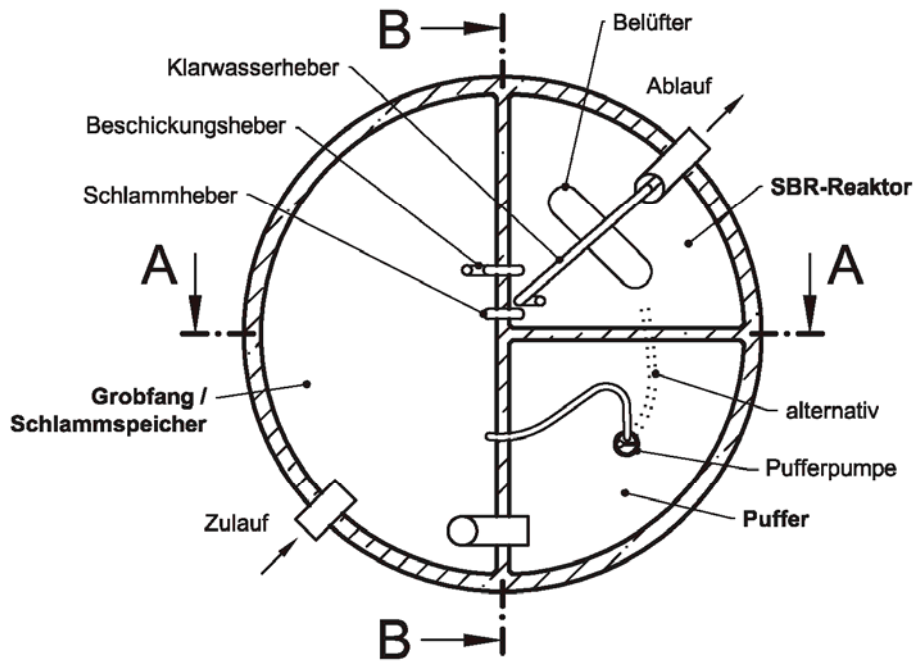 B
Belüfter
Klarwasserheber
Ablauf
Beschickungsheber
Schlammheber
SBR-Reaktor
A
A
Grobfang /
Schlammspeicher
alternativ
Pufferpumpe
Zulauf
Puffer
B